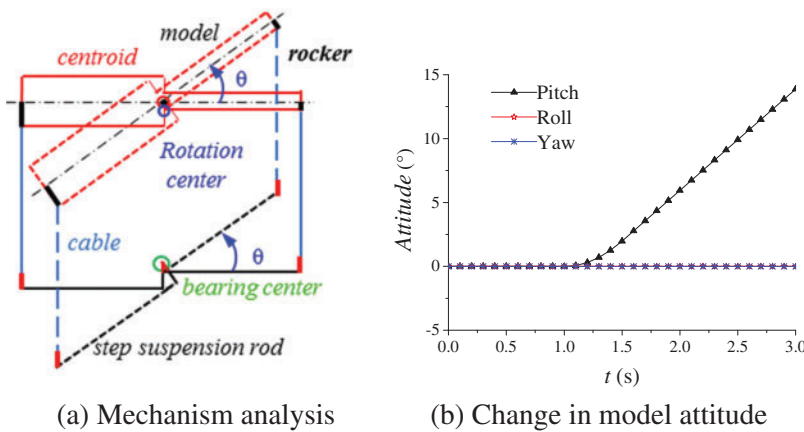 model
centroid
rocker
θ
Rotation
center
cable
θ
bearing center
step suspension rod
(a) Mechanism analysis
15
10
5
0
-5
Attitude (°)
Pitch
Roll
Yaw
0.0 0.5 1.0 1.5 2.0 2.5 3.0
t (s)
(b) Change in model attitude